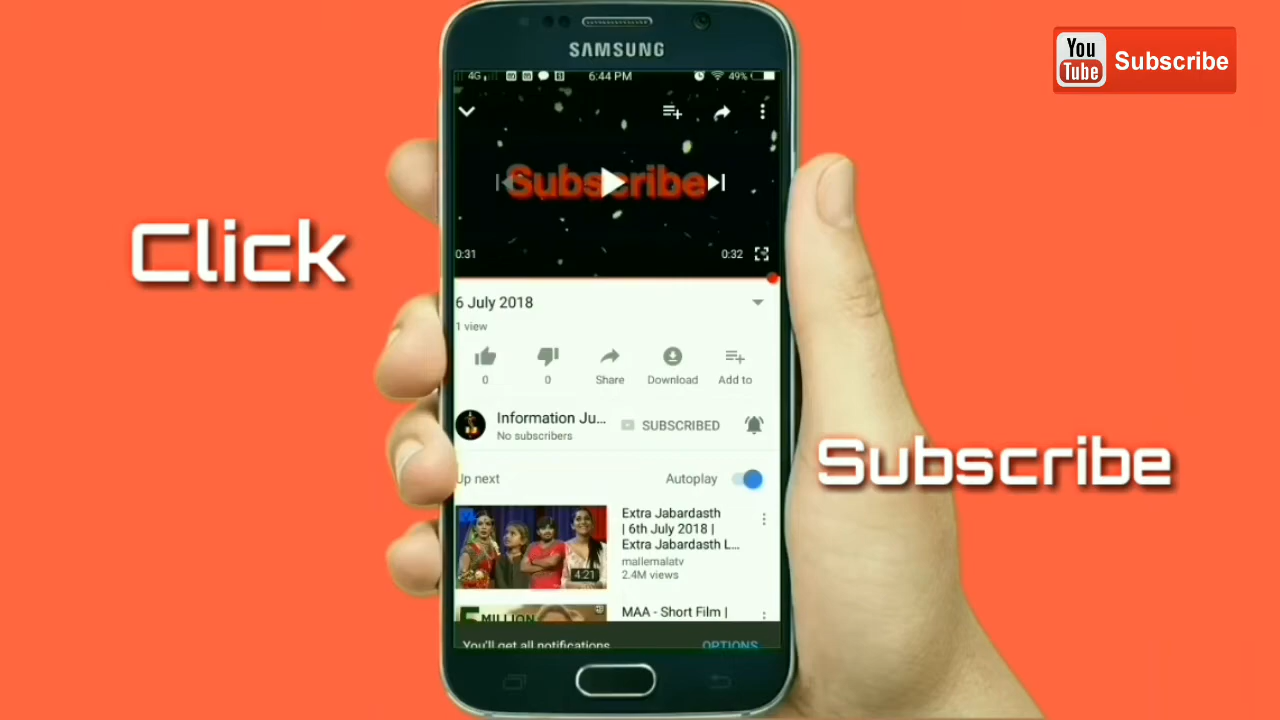 You
Tube
Subscribe
SAMSUNG
4G 6:44 PM 49%
Subscribe
0:31 0:32
Click
6 July 2018
1 view
0 0 Share Download Add to
Information Ju... SUBSCRIBED
No subscribers
Subscribe
Up next Autoplay
Extra Jabardasth
| 6th July 2018 |
Extra Jabardasth L...
mallemalatv
2.4M views
4:21
MAA - Short Film |
5 MILLION
You'll get all notifications OPTIONS